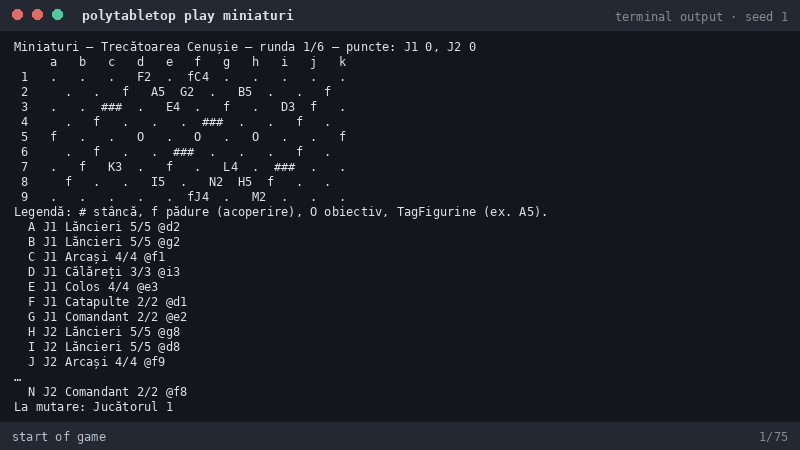 polytabletop play miniaturi
terminal output · seed 1
Miniaturi — Trecătoarea Cenușie — runda 1/6 — puncte: J1 0, J2 0
     a   b   c   d   e   f   g   h   i   j   k
 1   .   .   .   F2  .  fC4  .   .   .   .   .
 2     .   .   f   A5  G2  .   B5  .   .   f
 3   .   .  ###  .   E4  .   f   .   D3  f   .
 4     .   f   .   .   .  ###  .   .   f   .
 5   f   .   .   O   .   O   .   O   .   .   f
 6     .   f   .   .  ###  .   .   .   f   .
 7   .   f   K3  .   f   .   L4  .  ###  .   .
 8     f   .   .   I5  .   N2  H5  f   .   .
 9   .   .   .   .   .  fJ4  .   M2  .   .   .
Legendă: # stâncă, f pădure (acoperire), O obiectiv, TagFigurine (ex. A5).
  A J1 Lăncieri 5/5 @d2
  B J1 Lăncieri 5/5 @g2
  C J1 Arcași 4/4 @f1
  D J1 Călăreți 3/3 @i3
  E J1 Colos 4/4 @e3
  F J1 Catapulte 2/2 @d1
  G J1 Comandant 2/2 @e2
  H J2 Lăncieri 5/5 @g8
  I J2 Lăncieri 5/5 @d8
  J J2 Arcași 4/4 @f9
…
  N J2 Comandant 2/2 @f8
La mutare: Jucătorul 1
start of game
1/75